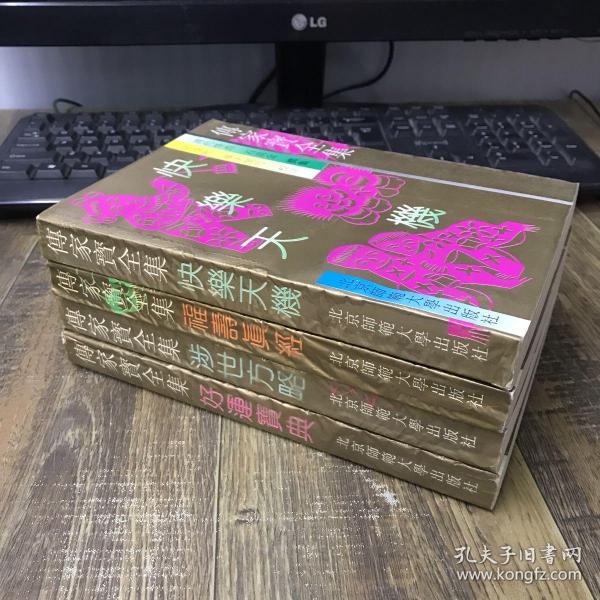 LG
傳家寶全集
快樂天機
北京師範大學出版社
傳家寶全集
快樂天機
北京師範大學出版社
傳家寶全集
福壽眞經
北京師範大學出版社
傳家寶全集
涉世方略
北京師範大學出版社
傳家寶全集
好運寶典
北京師範大學出版社
孔夫子旧书网
www.kongfz.com